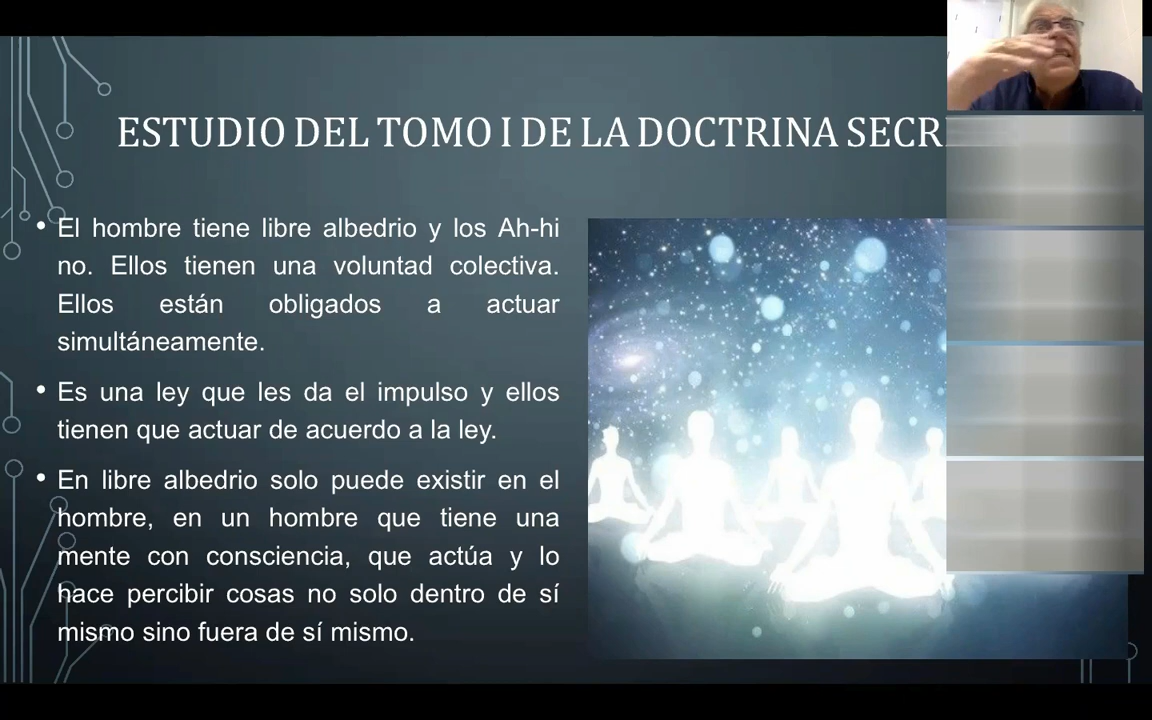 ESTUDIO DEL TOMO I DE LA DOCTRINA
• El hombre tiene libre albedrio y los Ah-hi
no. Ellos tienen una voluntad colectiva.
Ellos están obligados a actuar
simultáneamente.
• Es una ley que les da el impulso y ellos
tienen que actuar de acuerdo a la ley.
• En libre albedrio solo puede existir en el
hombre, en un hombre que tiene una
mente con consciencia, que actúa y lo
hace percibir cosas no solo dentro de sí
mismo sino fuera de sí mismo.